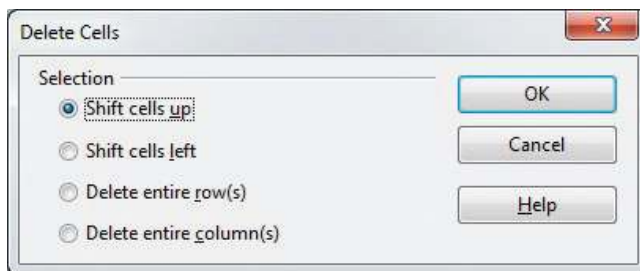 Delete Cells
Selection
Shift cells up
Shift cells left
Delete entire row(s)
Delete entire column(s)
OK
Cancel
Help